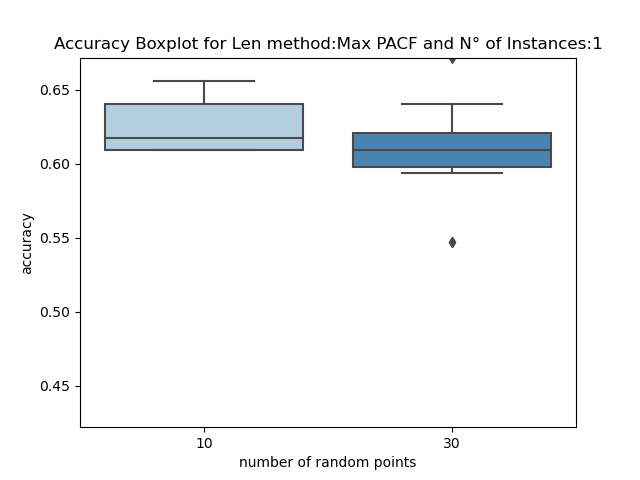 Accuracy Boxplot for Len method:Max PACF and N° of Instances:1
0.65
0.60
0.55
0.50
0.45
accuracy
10
30
number of random points